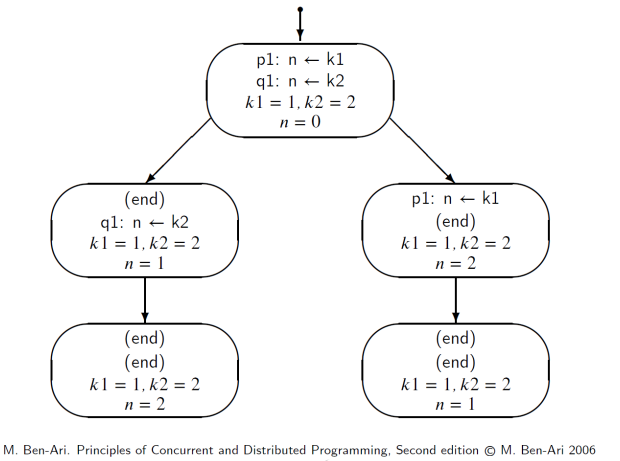 p1: n ← k1
q1: n ← k2
k1 = 1, k2 = 2
n = 0
(end)
q1: n ← k2
k1 = 1, k2 = 2
n = 1
p1: n ← k1
(end)
k1 = 1, k2 = 2
n = 2
(end)
(end)
k1 = 1, k2 = 2
n = 2
(end)
(end)
k1 = 1, k2 = 2
n = 1
M. Ben-Ari. Principles of Concurrent and Distributed Programming, Second edition © M. Ben-Ari 2006